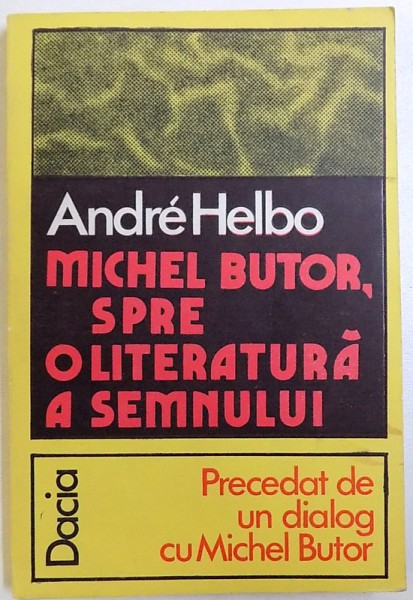 André Helbo
MICHEL BUTOR,
SPRE
O LITERATURĂ
A SEMNULUI
Dacia
Precedat de
un dialog
cu Michel Butor